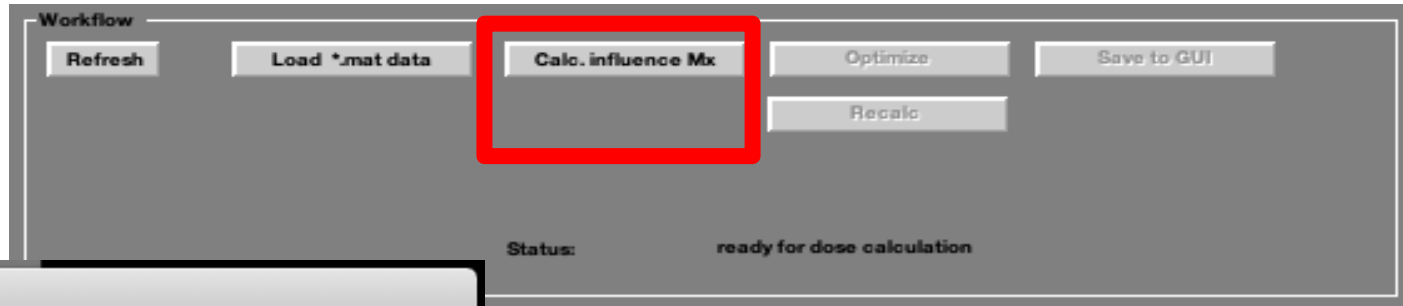 Workflow
Refresh Load *.mat data Calc. influence Mx Optimize Save to GUI
Recalc
Status: ready for dose calculation